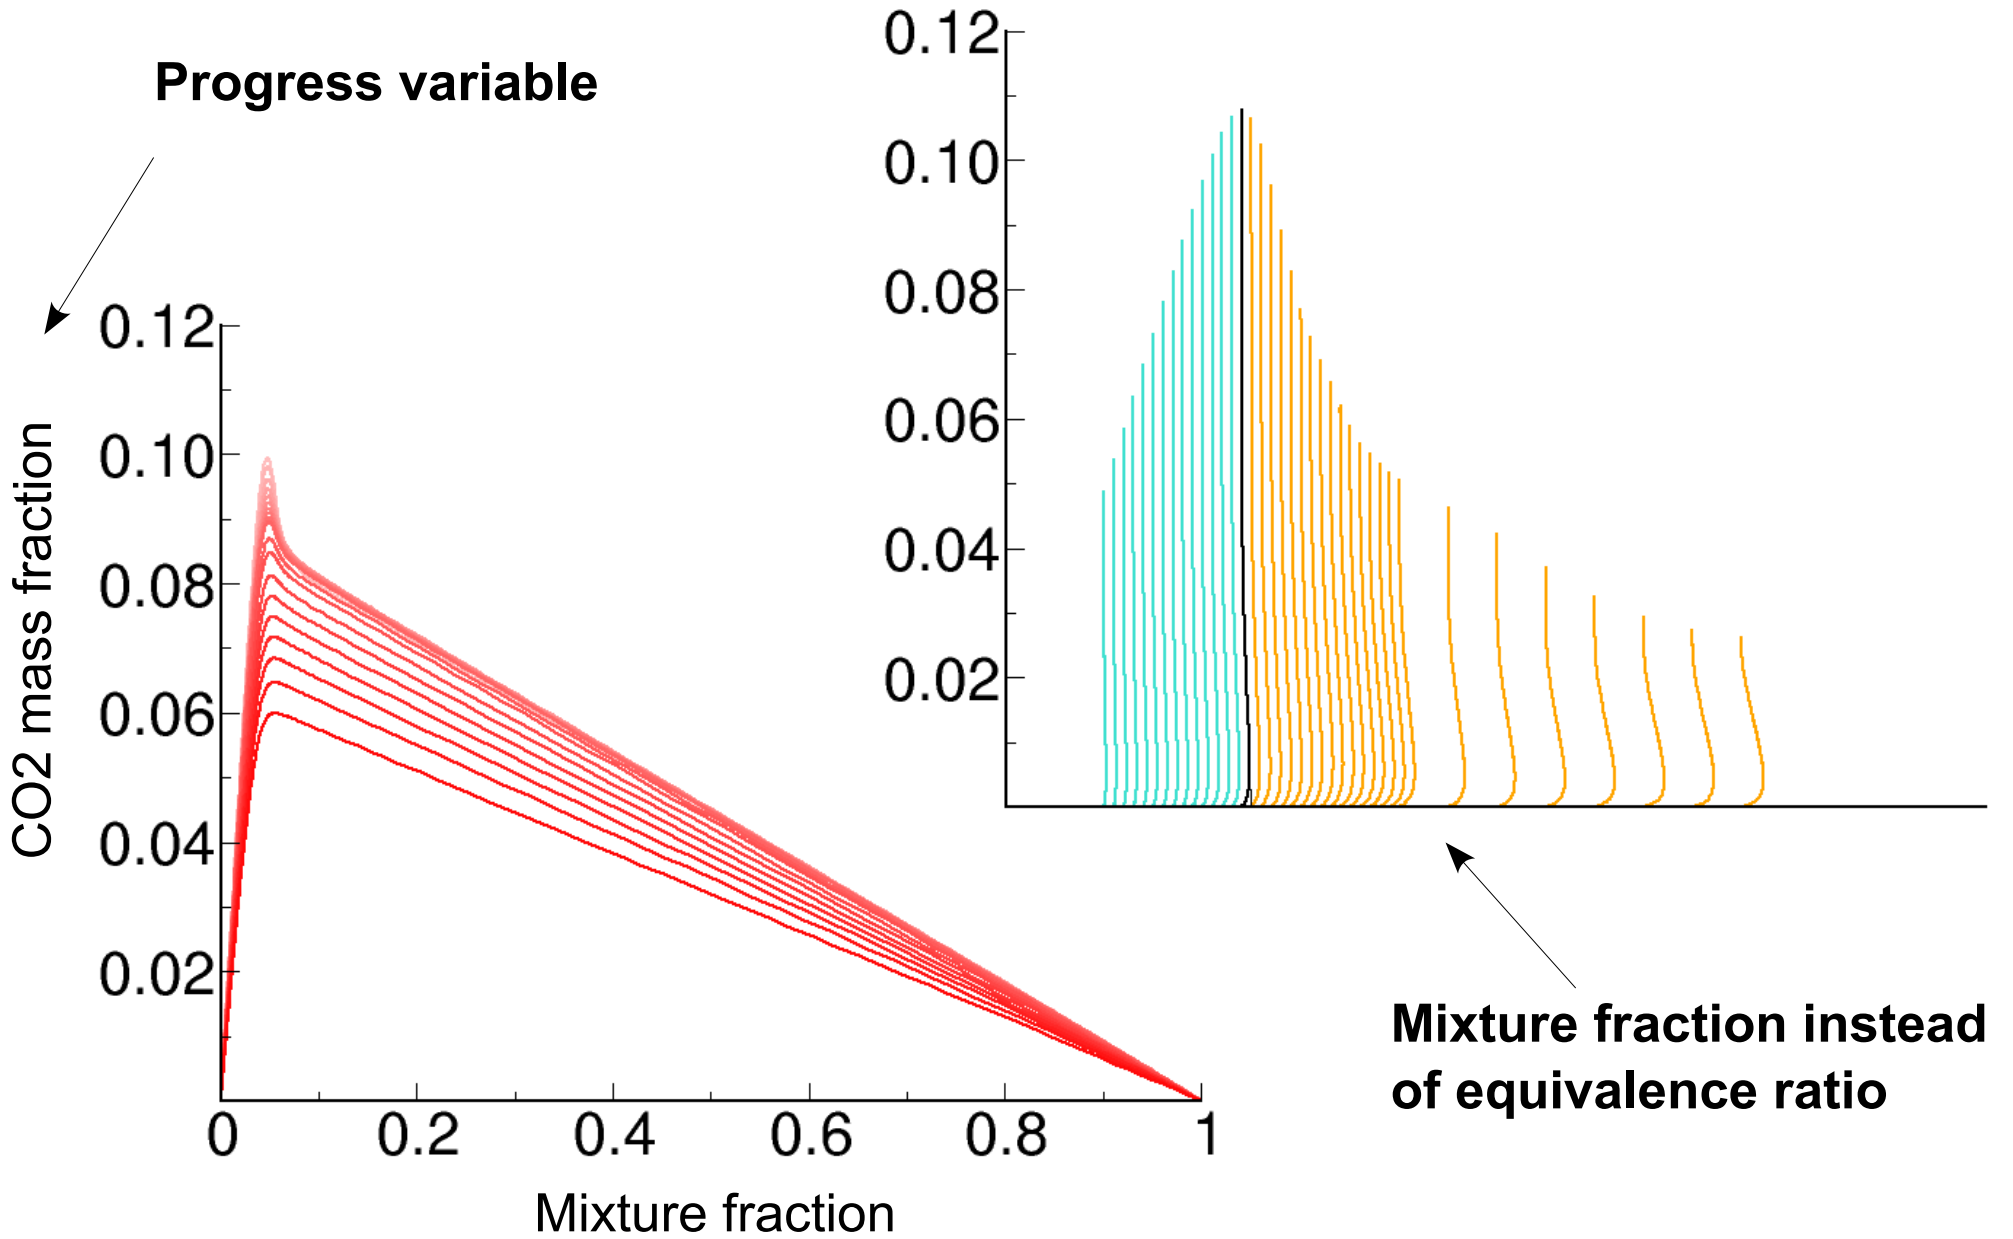 Progress variable
0.12
0.10
0.08
0.06
0.04
0.02
CO2 mass fraction
0 0.2 0.4 0.6 0.8 1
Mixture fraction
0.12
0.10
0.08
0.06
0.04
0.02
Mixture fraction instead
of equivalence ratio